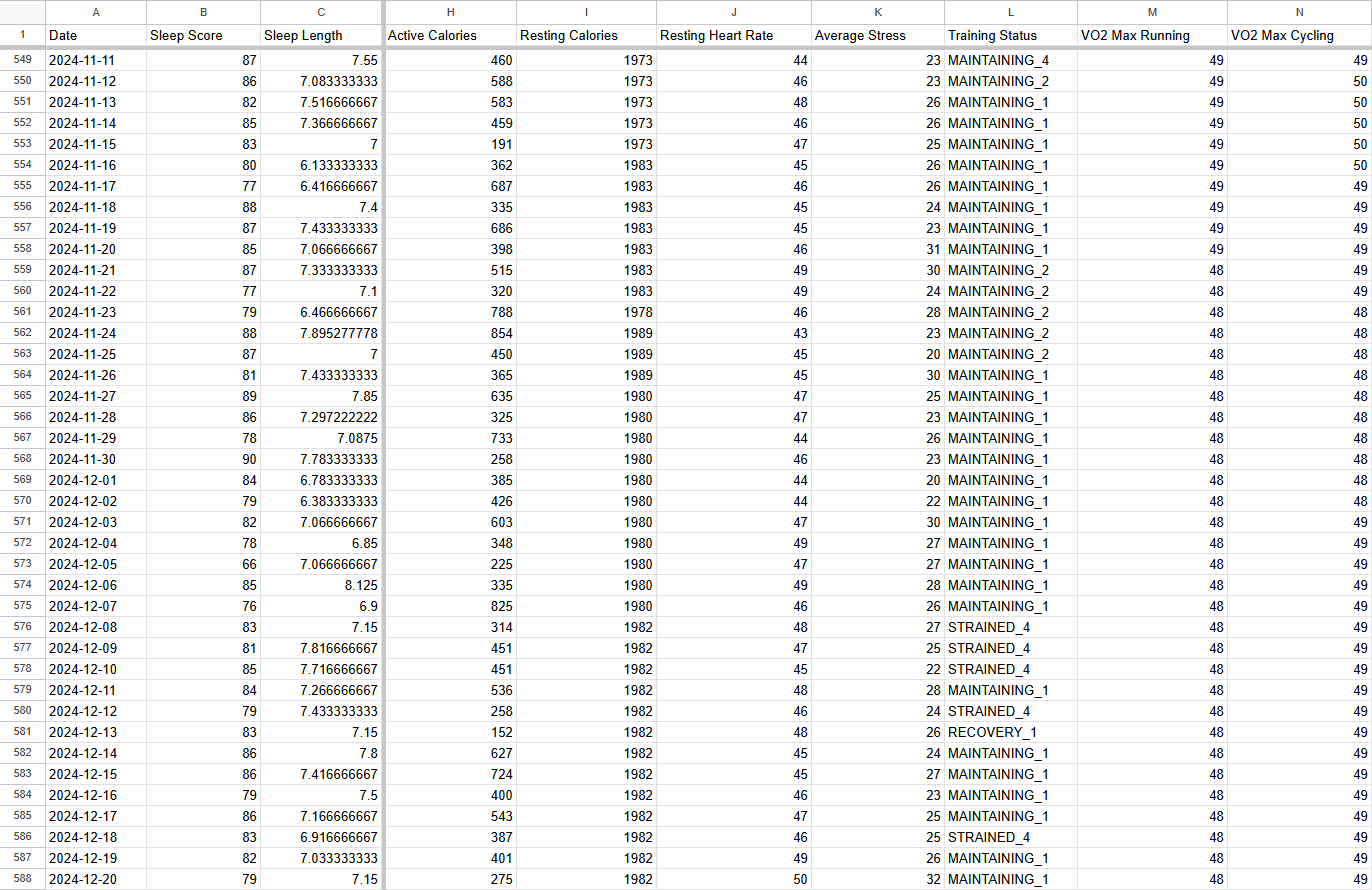 A B C H I J K L M N
1 Date Sleep Score Sleep Length Active Calories Resting Calories Resting Heart Rate Average Stress Training Status VO2 Max Running VO2 Max Cycling
549 2024-11-11 87 7.55 460 1973 44 23 MAINTAINING_4 49 49
550 2024-11-12 86 7.083333333 588 1973 46 23 MAINTAINING_2 49 50
551 2024-11-13 82 7.516666667 583 1973 48 26 MAINTAINING_1 49 50
552 2024-11-14 85 7.366666667 459 1973 46 26 MAINTAINING_1 49 50
553 2024-11-15 83 7 191 1973 47 25 MAINTAINING_1 49 50
554 2024-11-16 80 6.133333333 362 1983 45 26 MAINTAINING_1 49 50
555 2024-11-17 77 6.416666667 687 1983 46 26 MAINTAINING_1 49 49
556 2024-11-18 88 7.4 335 1983 45 24 MAINTAINING_1 49 49
557 2024-11-19 87 7.433333333 686 1983 45 23 MAINTAINING_1 49 49
558 2024-11-20 85 7.066666667 398 1983 46 31 MAINTAINING_1 49 49
559 2024-11-21 87 7.333333333 515 1983 49 30 MAINTAINING_2 48 49
560 2024-11-22 77 7.1 320 1983 49 24 MAINTAINING_2 48 49
561 2024-11-23 79 6.466666667 788 1978 46 28 MAINTAINING_2 48 48
562 2024-11-24 88 7.895277778 854 1989 43 23 MAINTAINING_2 48 48
563 2024-11-25 87 7 450 1989 45 20 MAINTAINING_2 48 48
564 2024-11-26 81 7.433333333 365 1989 45 30 MAINTAINING_1 48 48
565 2024-11-27 89 7.85 635 1980 47 25 MAINTAINING_1 48 48
566 2024-11-28 86 7.297222222 325 1980 47 23 MAINTAINING_1 48 48
567 2024-11-29 78 7.0875 733 1980 44 26 MAINTAINING_1 48 48
568 2024-11-30 90 7.783333333 258 1980 46 23 MAINTAINING_1 48 48
569 2024-12-01 84 6.783333333 385 1980 44 20 MAINTAINING_1 48 48
570 2024-12-02 79 6.383333333 426 1980 44 22 MAINTAINING_1 48 48
571 2024-12-03 82 7.066666667 603 1980 47 30 MAINTAINING_1 48 49
572 2024-12-04 78 6.85 348 1980 49 27 MAINTAINING_1 48 49
573 2024-12-05 66 7.066666667 225 1980 47 27 MAINTAINING_1 48 49
574 2024-12-06 85 8.125 335 1980 49 28 MAINTAINING_1 48 49
575 2024-12-07 76 6.9 825 1980 46 26 MAINTAINING_1 48 49
576 2024-12-08 83 7.15 314 1982 48 27 STRAINED_4 48 49
577 2024-12-09 81 7.816666667 451 1982 47 25 STRAINED_4 48 49
578 2024-12-10 85 7.716666667 451 1982 45 22 STRAINED_4 48 49
579 2024-12-11 84 7.266666667 536 1982 48 28 MAINTAINING_1 48 49
580 2024-12-12 79 7.433333333 258 1982 46 24 STRAINED_4 48 49
581 2024-12-13 83 7.15 152 1982 48 26 RECOVERY_1 48 49
582 2024-12-14 86 7.8 627 1982 45 24 MAINTAINING_1 48 49
583 2024-12-15 86 7.416666667 724 1982 45 27 MAINTAINING_1 48 49
584 2024-12-16 79 7.5 400 1982 46 23 MAINTAINING_1 48 49
585 2024-12-17 86 7.166666667 543 1982 47 25 MAINTAINING_1 48 49
586 2024-12-18 83 6.916666667 387 1982 46 25 STRAINED_4 48 49
587 2024-12-19 82 7.033333333 401 1982 49 26 MAINTAINING_1 48 49
588 2024-12-20 79 7.15 275 1982 50 32 MAINTAINING_1 48 49